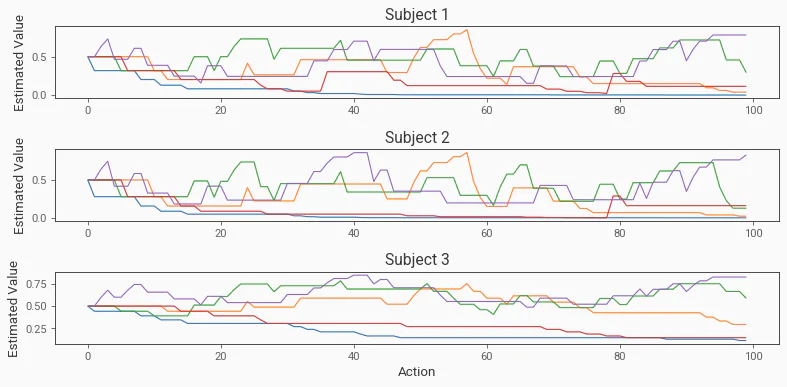 Subject 1
Estimated Value
0.5
0.0
0 20 40 60 80 100
Subject 2
Estimated Value
0.5
0.0
0 20 40 60 80 100
Subject 3
Estimated Value
0.75
0.50
0.25
0 20 40 60 80 100
Action